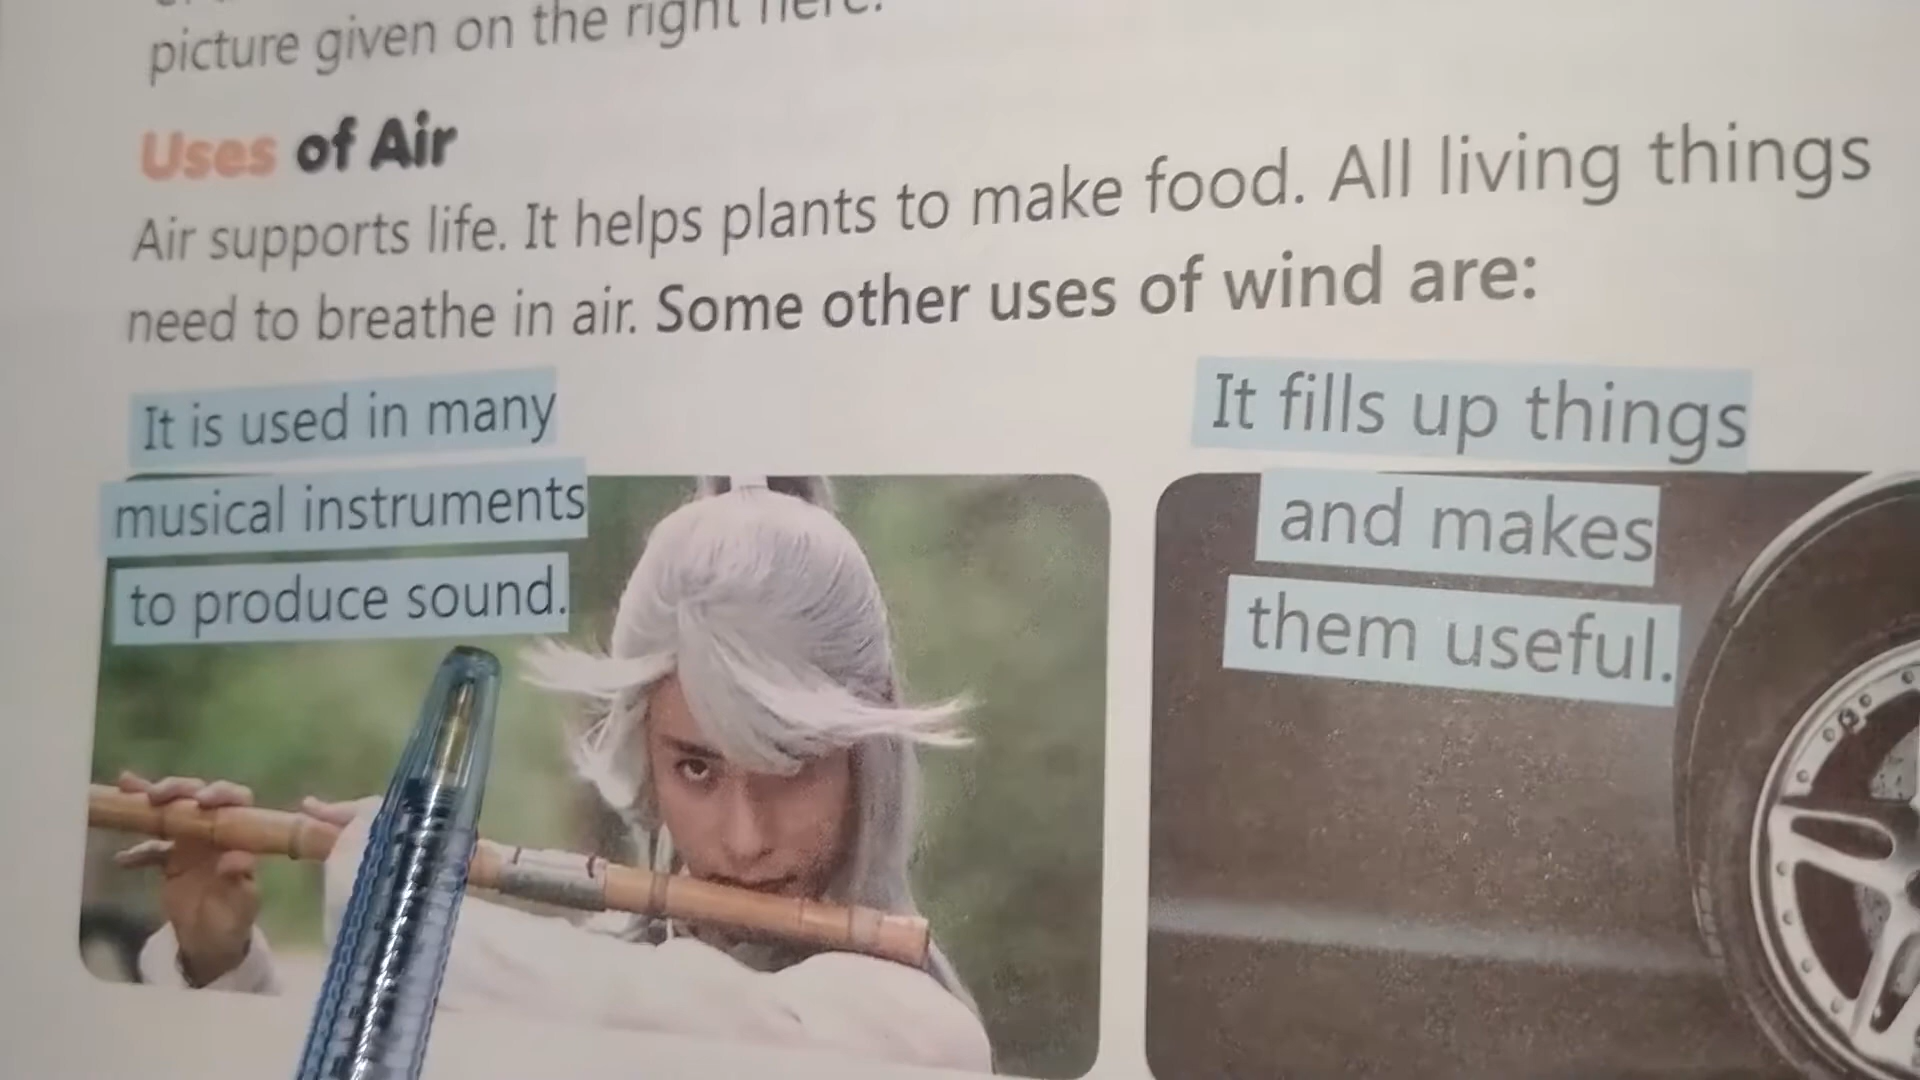 picture given on the right here.
Uses of Air
Air supports life. It helps plants to make food. All living things
need to breathe in air. Some other uses of wind are:
It is used in many
musical instruments
to produce sound.
It fills up things
and makes
them useful.